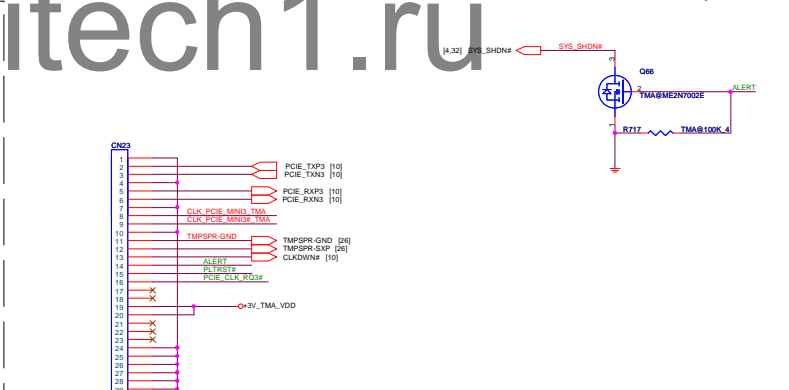 itech1.ru
[4,32] SYS_SHDN#
SYS_SHDN#
3
Q66
2
TMA@ME2N7002E
ALERT
1
R717
TMA@100K_4
CN23
1
2
PCIE_TXP3 [10]
3
PCIE_TXN3 [10]
4
5
PCIE_RXP3 [10]
6
PCIE_RXN3 [10]
7
8
CLK_PCIE_MINI3_TMA
9
CLK_PCIE_MINI3#_TMA
10
11
TMPSPR-GND
TMPSPR-GND [26]
12
TMPSPR-SXP [26]
13
CLKDWN# [10]
14
ALERT
15
PLTRST#
16
PCIE_CLK_RQ3#
17
18
19
+3V_TMA_VDD
20
21
22
23
24
25
26
27
28